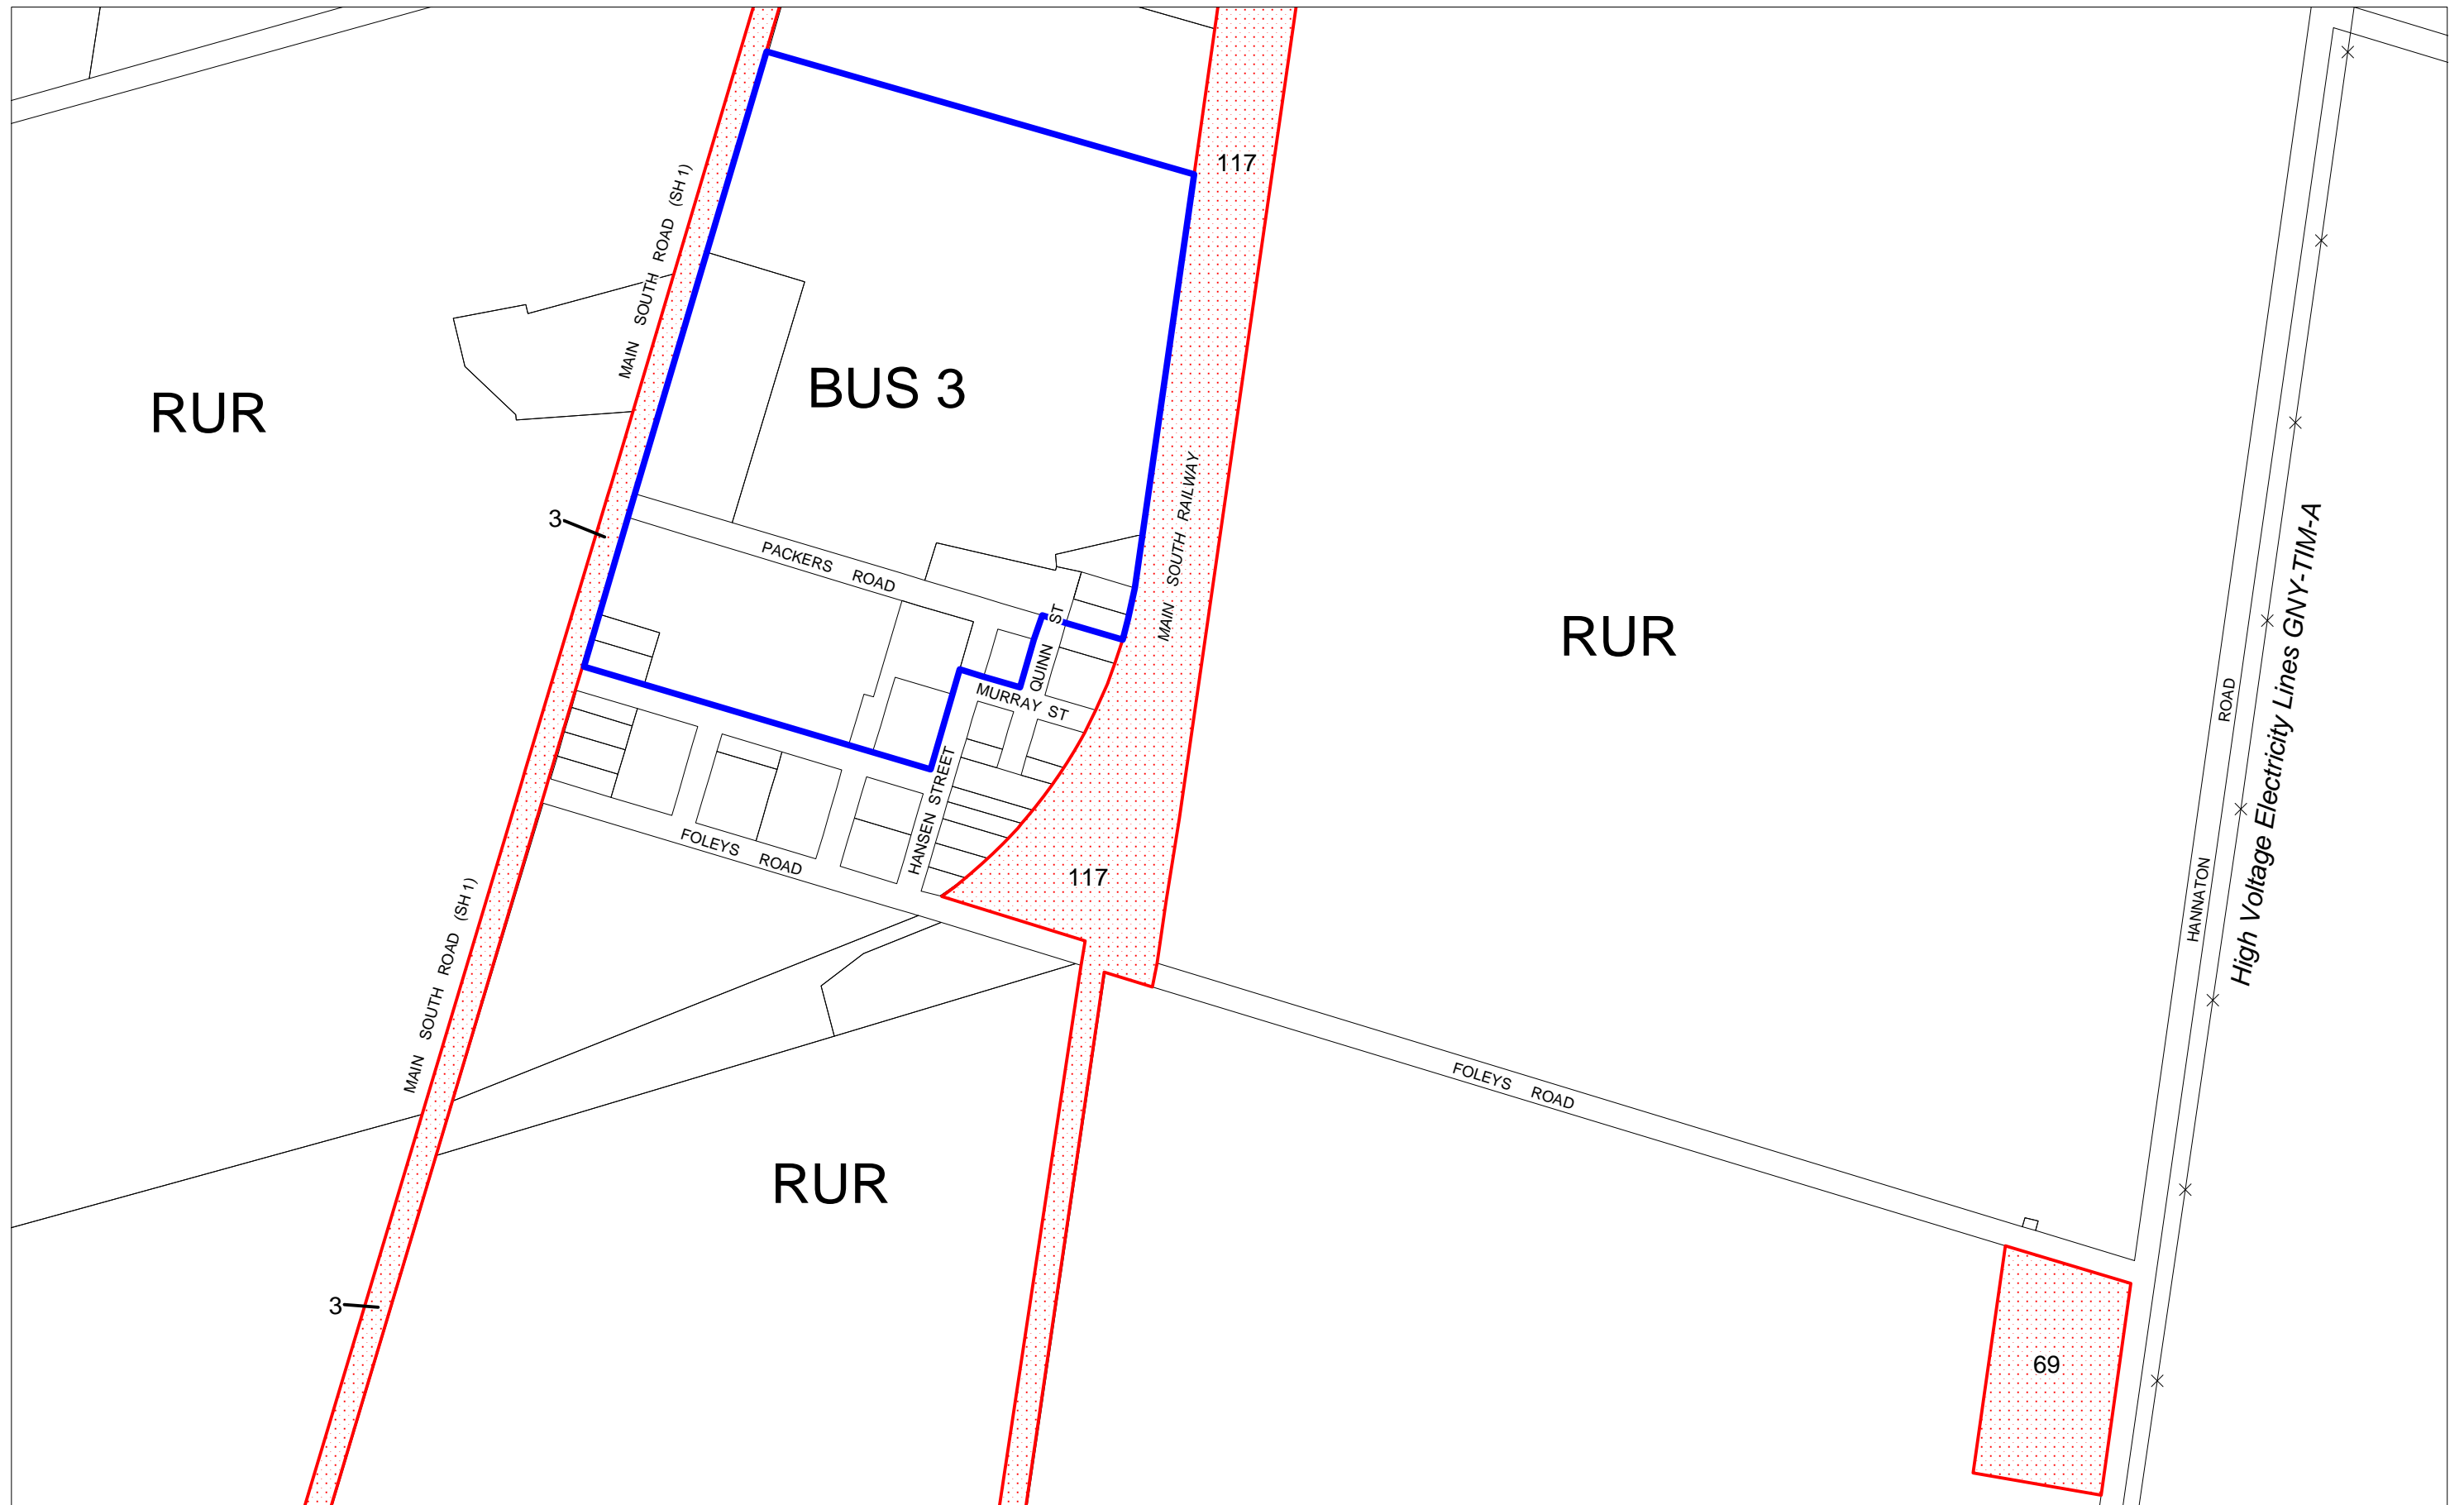 117
MAIN SOUTH ROAD (SH 1)
BUS 3
RUR
3
MAIN SOUTH RAILWAY
PACKERS ROAD
QUINN ST
RUR
MURRAY ST
HANSEN STREET
FOLEYS ROAD
117
HANNATON ROAD
High Voltage Electricity Lines GNY-TIM-A
MAIN SOUTH ROAD (SH 1)
FOLEYS ROAD
RUR
3
69